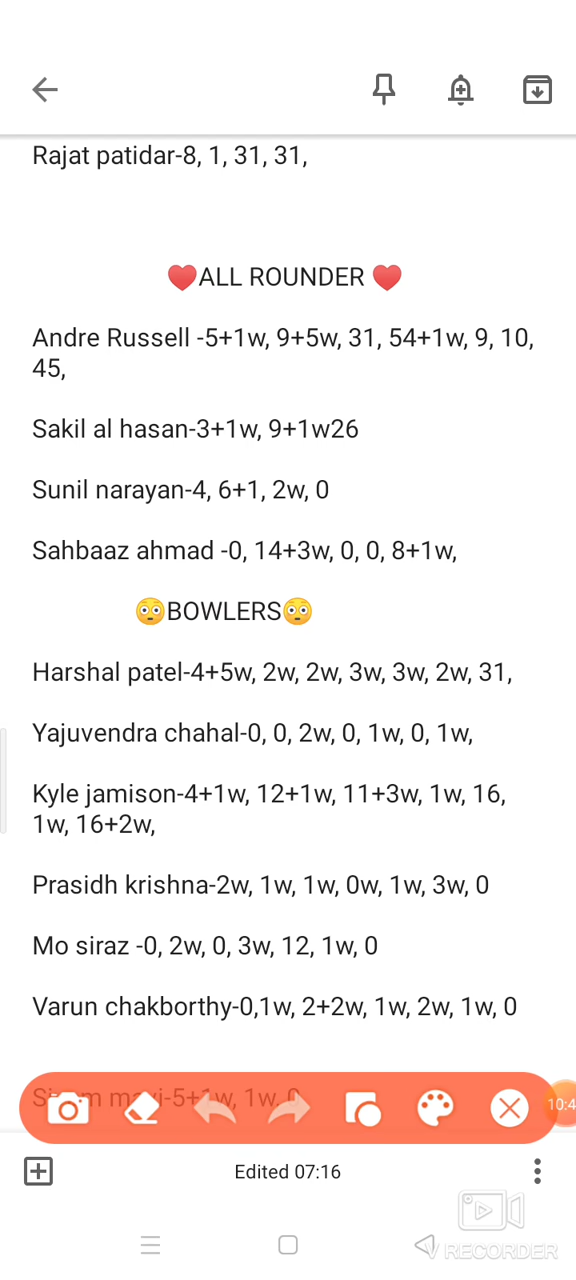 Rajat patidar-8, 1, 31, 31,
❤️ALL ROUNDER ❤️
Andre Russell -5+1w, 9+5w, 31, 54+1w, 9, 10,
45,
Sakil al hasan-3+1w, 9+1w26
Sunil narayan-4, 6+1, 2w, 0
Sahbaaz ahmad -0, 14+3w, 0, 0, 8+1w,
😳BOWLERS😳
Harshal patel-4+5w, 2w, 2w, 3w, 3w, 2w, 31,
Yajuvendra chahal-0, 0, 2w, 0, 1w, 0, 1w,
Kyle jamison-4+1w, 12+1w, 11+3w, 1w, 16,
1w, 16+2w,
Prasidh krishna-2w, 1w, 1w, 0w, 1w, 3w, 0
Mo siraz -0, 2w, 0, 3w, 12, 1w, 0
Varun chakborthy-0,1w, 2+2w, 1w, 2w, 1w, 0
1w, 0
10:4
Edited 07:16
RECORDER